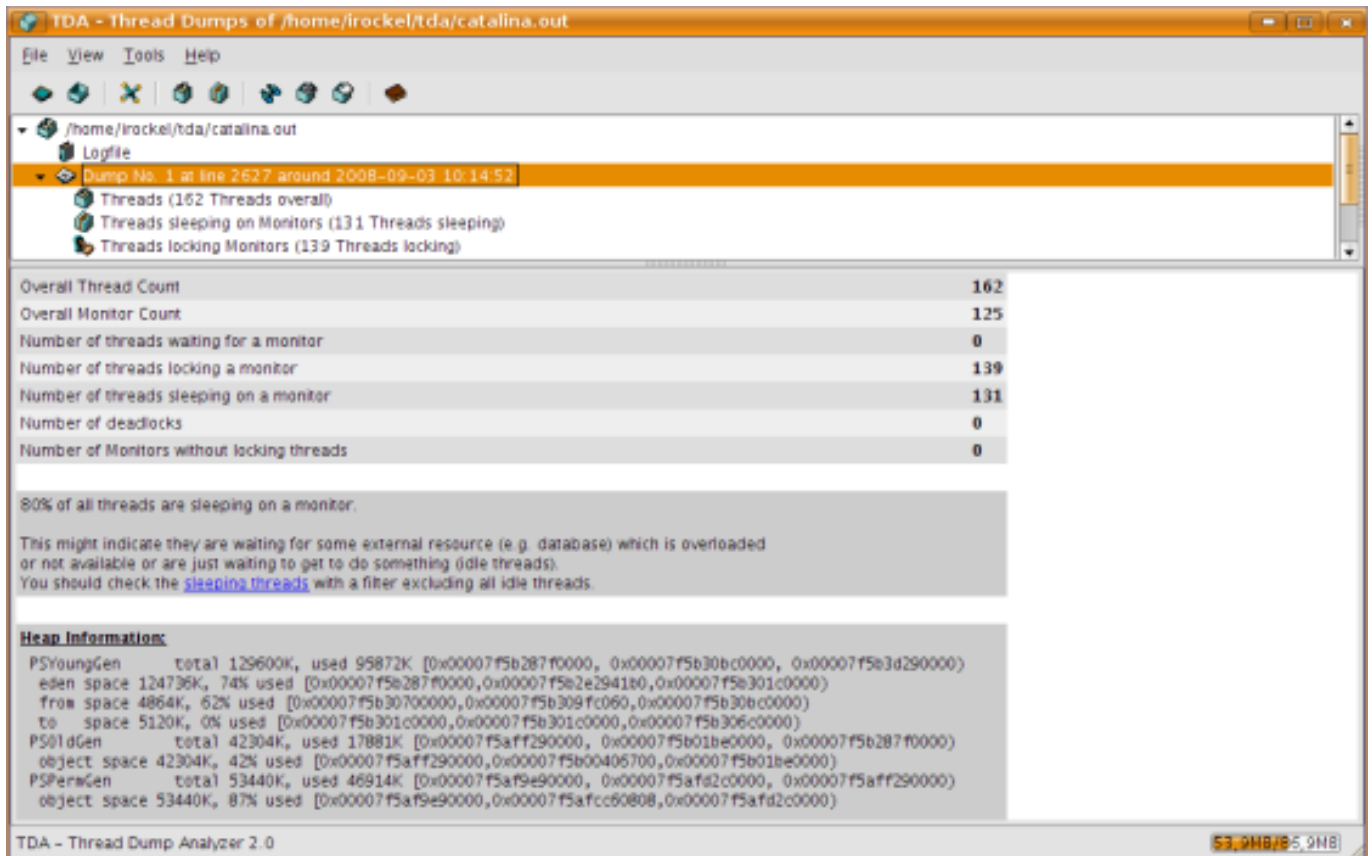 TDA - Thread Dumps of /home/irockel/tda/catalina.out
File View Tools Help
/home/irockel/tda/catalina.out
Logfile
Dump No. 1 at line 2627 around 2008-09-03 10:14:52
Threads (162 Threads overall)
Threads sleeping on Monitors (131 Threads sleeping)
Threads locking Monitors (139 Threads locking)
Overall Thread Count 162
Overall Monitor Count 125
Number of threads waiting for a monitor 0
Number of threads locking a monitor 139
Number of threads sleeping on a monitor 131
Number of deadlocks 0
Number of Monitors without locking threads 0
80% of all threads are sleeping on a monitor.
This might indicate they are waiting for some external resource (e.g. database) which is overloaded
or not available or are just waiting to get to do something (idle threads).
You should check the sleeping threads with a filter excluding all idle threads.
Heap Information:
PSYoungGen total 129600K, used 95872K [0x00007f5b287f0000, 0x00007f5b30bc0000, 0x00007f5b3d290000)
eden space 124736K, 74% used [0x00007f5b287f0000,0x00007f5b2e2941b0,0x00007f5b301c0000)
from space 4864K, 62% used [0x00007f5b30700000,0x00007f5b309fc060,0x00007f5b30bc0000)
to space 5120K, 0% used [0x00007f5b301c0000,0x00007f5b301c0000,0x00007f5b306c0000)
PSOldGen total 42304K, used 17881K [0x00007f5aff290000, 0x00007f5b01be0000, 0x00007f5b287f0000)
object space 42304K, 42% used [0x00007f5aff290000,0x00007f5b00406700,0x00007f5b01be0000)
PSPermGen total 53440K, used 46914K [0x00007f5af9e90000, 0x00007f5afd2c0000, 0x00007f5aff290000)
object space 53440K, 87% used [0x00007f5af9e90000,0x00007f5afcc60808,0x00007f5afd2c0000)
TDA - Thread Dump Analyzer 2.0
53,9MB/85,9MB